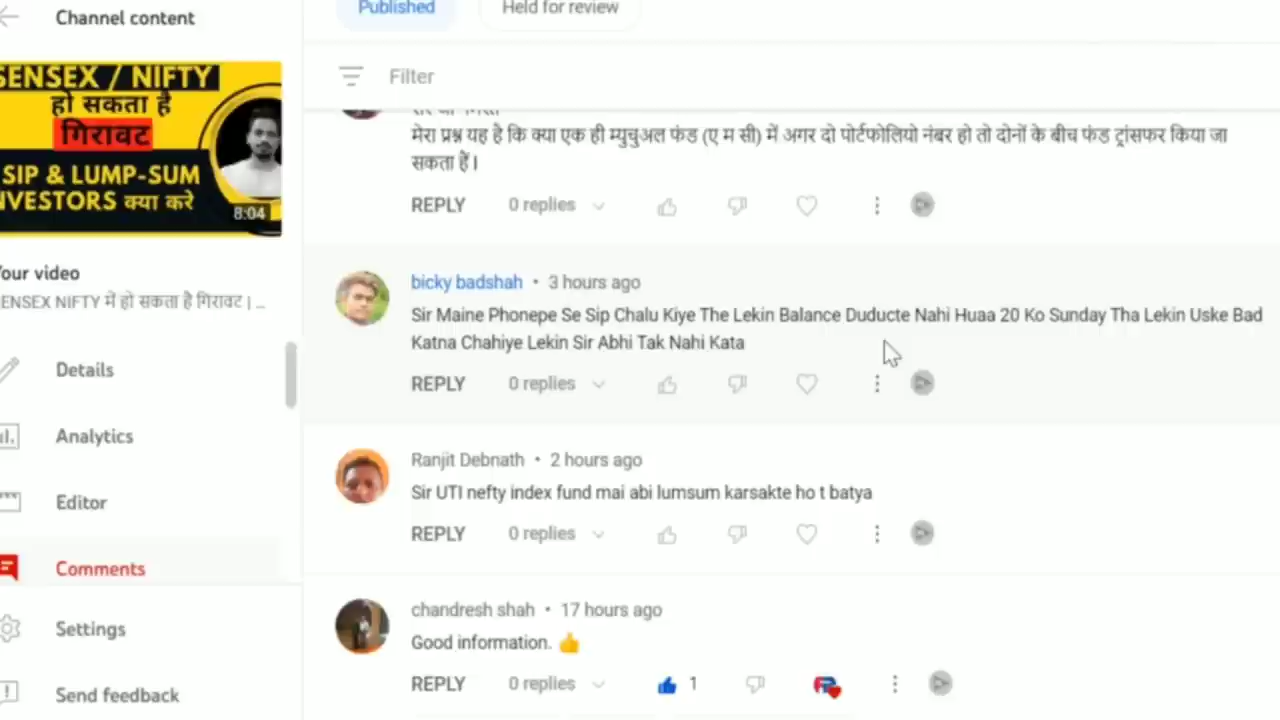 Channel content
Published
Held for review
Filter
SENSEX / NIFTY
हो सकता है
गिरावट
SIP & LUMP-SUM
NVESTORS क्या करे
8:04
मेरा प्रश्न यह है कि क्या एक ही म्युचुअल फंड (ए म सी) में अगर दो पोर्टफोलियो नंबर हो तो दोनों के बीच फंड ट्रांसफर किया जा
सकता हैं।
REPLY 0 replies
Your video
ENSEX NIFTY में हो सकता है गिरावट | ...
bicky badshah • 3 hours ago
Sir Maine Phonepe Se Sip Chalu Kiye The Lekin Balance Duducte Nahi Huaa 20 Ko Sunday Tha Lekin Uske Bad
Katna Chahiye Lekin Sir Abhi Tak Nahi Kata
REPLY 0 replies
Details
Analytics
Editor
Comments
Settings
Send feedback
Ranjit Debnath • 2 hours ago
Sir UTI nefty index fund mai abi lumsum karsakte ho t batya
REPLY 0 replies
chandresh shah • 17 hours ago
Good information. 👍
REPLY 0 replies 1